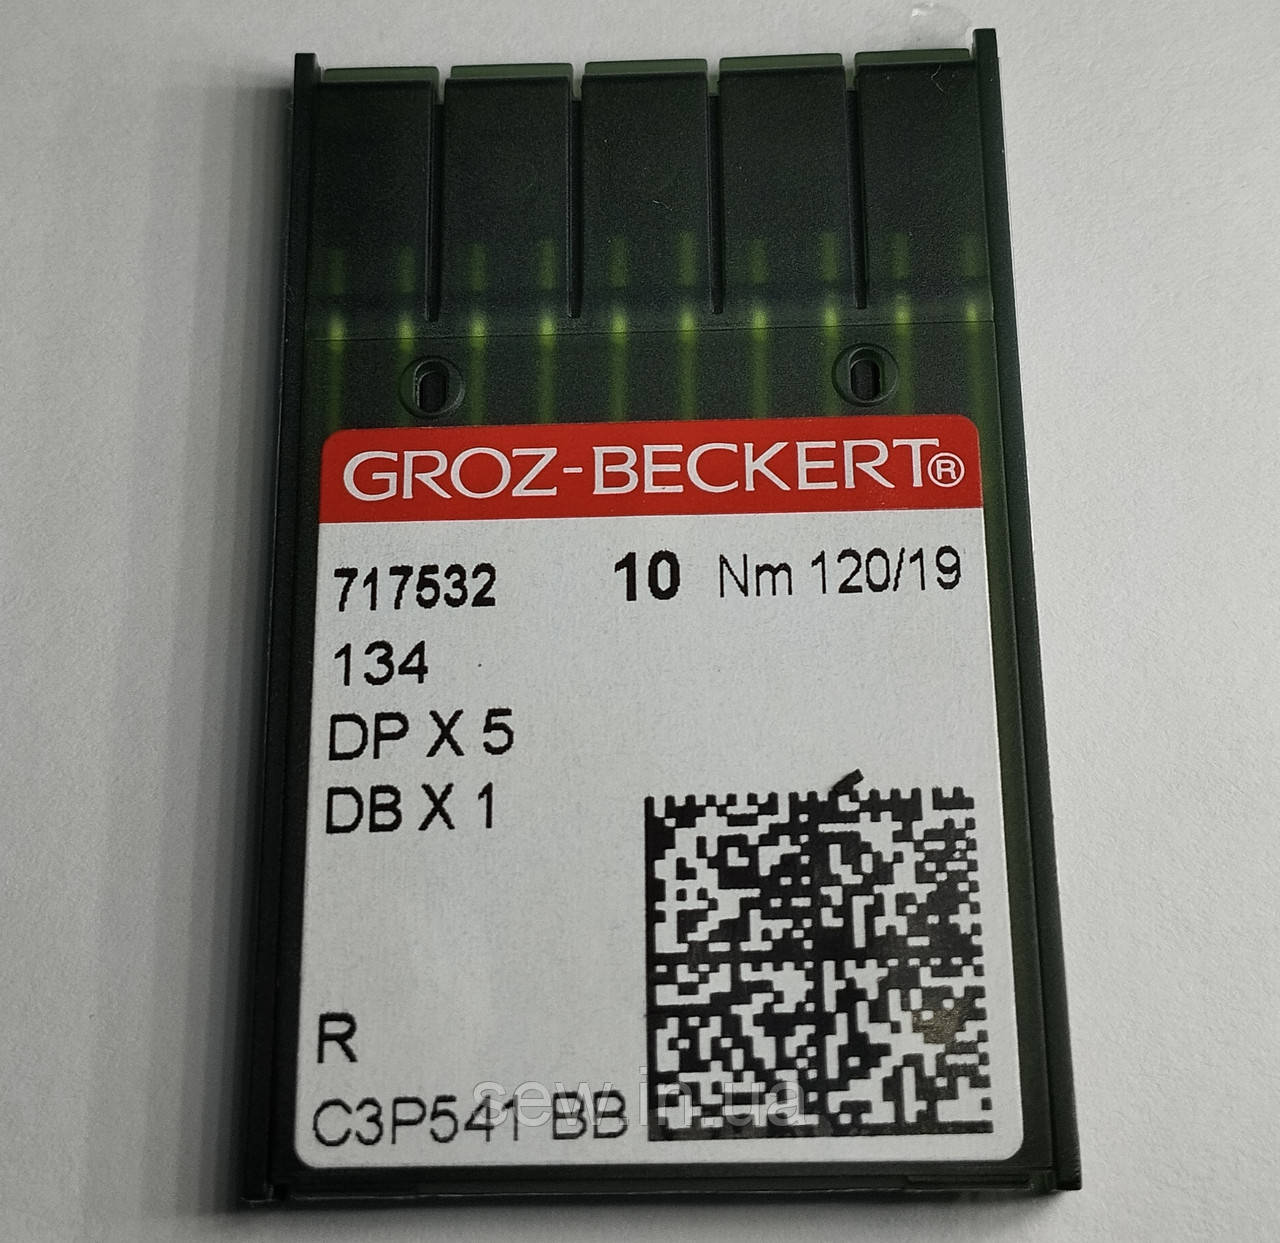 GROZ-BECKERT®
717532 10 Nm 120/19
134
DP X 5
DB X 1
R
C3P541 BB
sew.in.ua